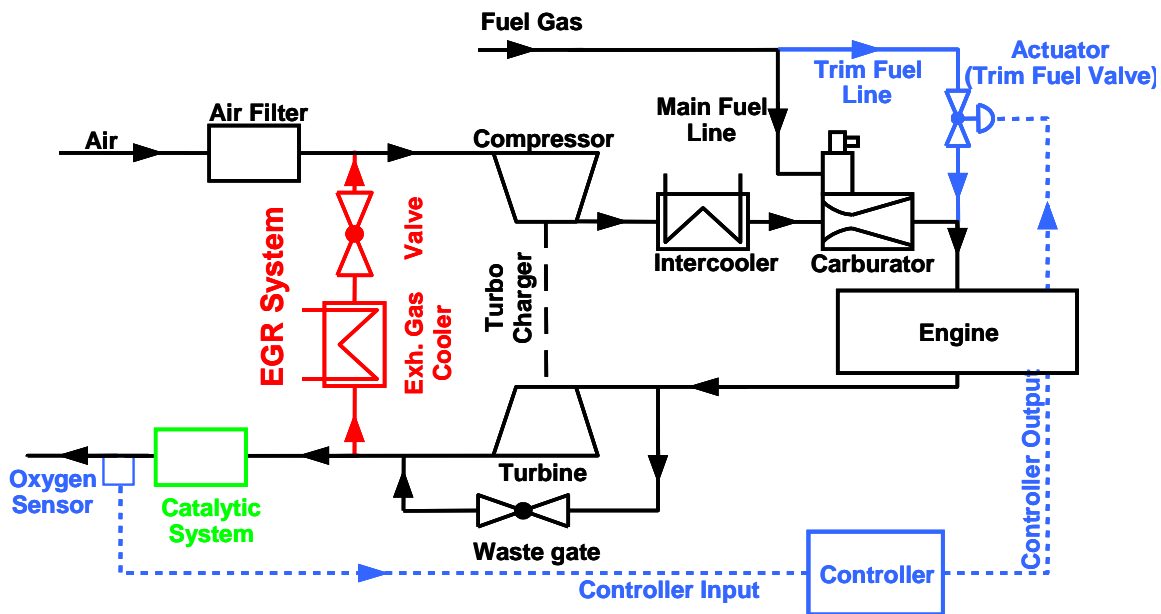 Fuel Gas
Actuator
(Trim Fuel Valve)
Trim Fuel
Line
Main Fuel
Line
Air Filter
Air
Compressor
EGR System
Valve
Exh. Gas
Cooler
Turbo
Charger
Intercooler
Carburator
Engine
Turbine
Waste gate
Oxygen
Sensor
Catalytic
System
Controller Input
Controller
Controller Output